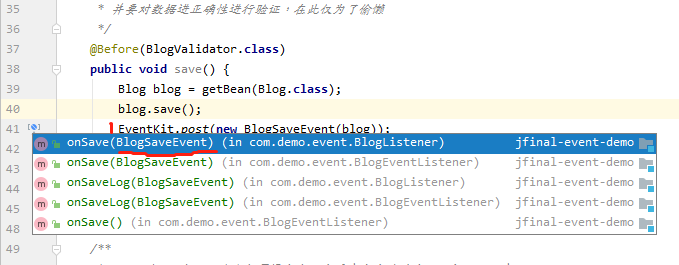 35 * 并要对数据进正确性进行验证，在此仅为了偷懒
36 */
37 @Before(BlogValidator.class)
38 public void save() {
39 Blog blog = getBean(Blog.class);
40 blog.save();
41 EventKit.post(new BlogSaveEvent(blog));
42 onSave(BlogSaveEvent) (in com.demo.event.BlogListener) jfinal-event-demo
43 onSave(BlogSaveEvent) (in com.demo.event.BlogEventListener) jfinal-event-demo
44 onSaveLog(BlogSaveEvent) (in com.demo.event.BlogListener) jfinal-event-demo
45 onSaveLog(BlogSaveEvent) (in com.demo.event.BlogEventListener) jfinal-event-demo
48 onSave() (in com.demo.event.BlogEventListener) jfinal-event-demo
49 /**